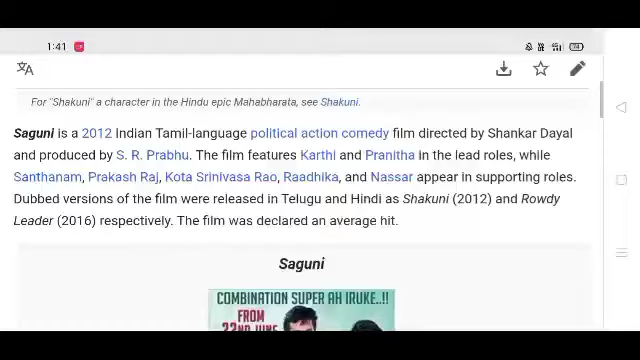 1:41
For "Shakuni" a character in the Hindu epic Mahabharata, see Shakuni.
Saguni is a 2012 Indian Tamil-language political action comedy film directed by Shankar Dayal
and produced by S. R. Prabhu. The film features Karthi and Pranitha in the lead roles, while
Santhanam, Prakash Raj, Kota Srinivasa Rao, Raadhika, and Nassar appear in supporting roles.
Dubbed versions of the film were released in Telugu and Hindi as Shakuni (2012) and Rowdy
Leader (2016) respectively. The film was declared an average hit.
Saguni
COMBINATION SUPER AH IRUKE..!!
FROM
22ND JUNE